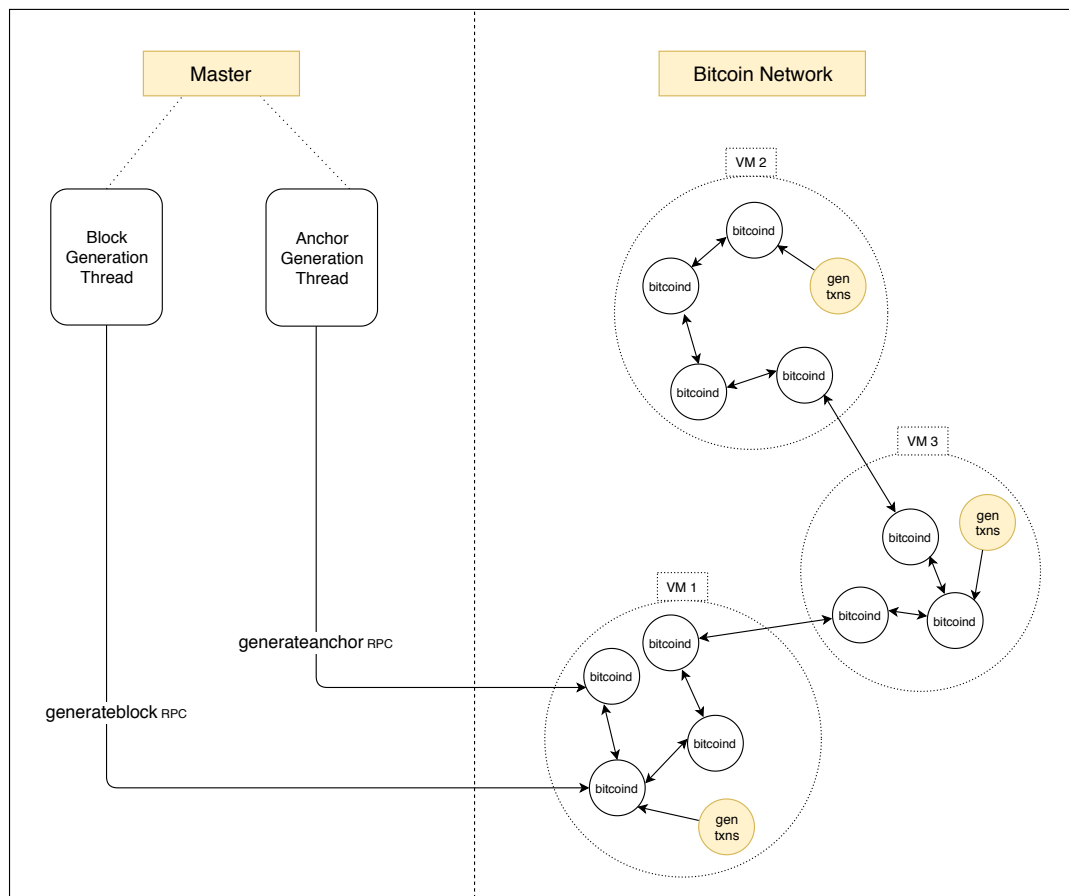 Master
Bitcoin Network
Block
Generation
Thread
Anchor
Generation
Thread
generateanchor RPC
generateblock RPC
VM 2
bitcoind
bitcoind
gen
txns
bitcoind
bitcoind
VM 3
bitcoind
gen
txns
bitcoind
bitcoind
VM 1
bitcoind
bitcoind
bitcoind
bitcoind
gen
txns